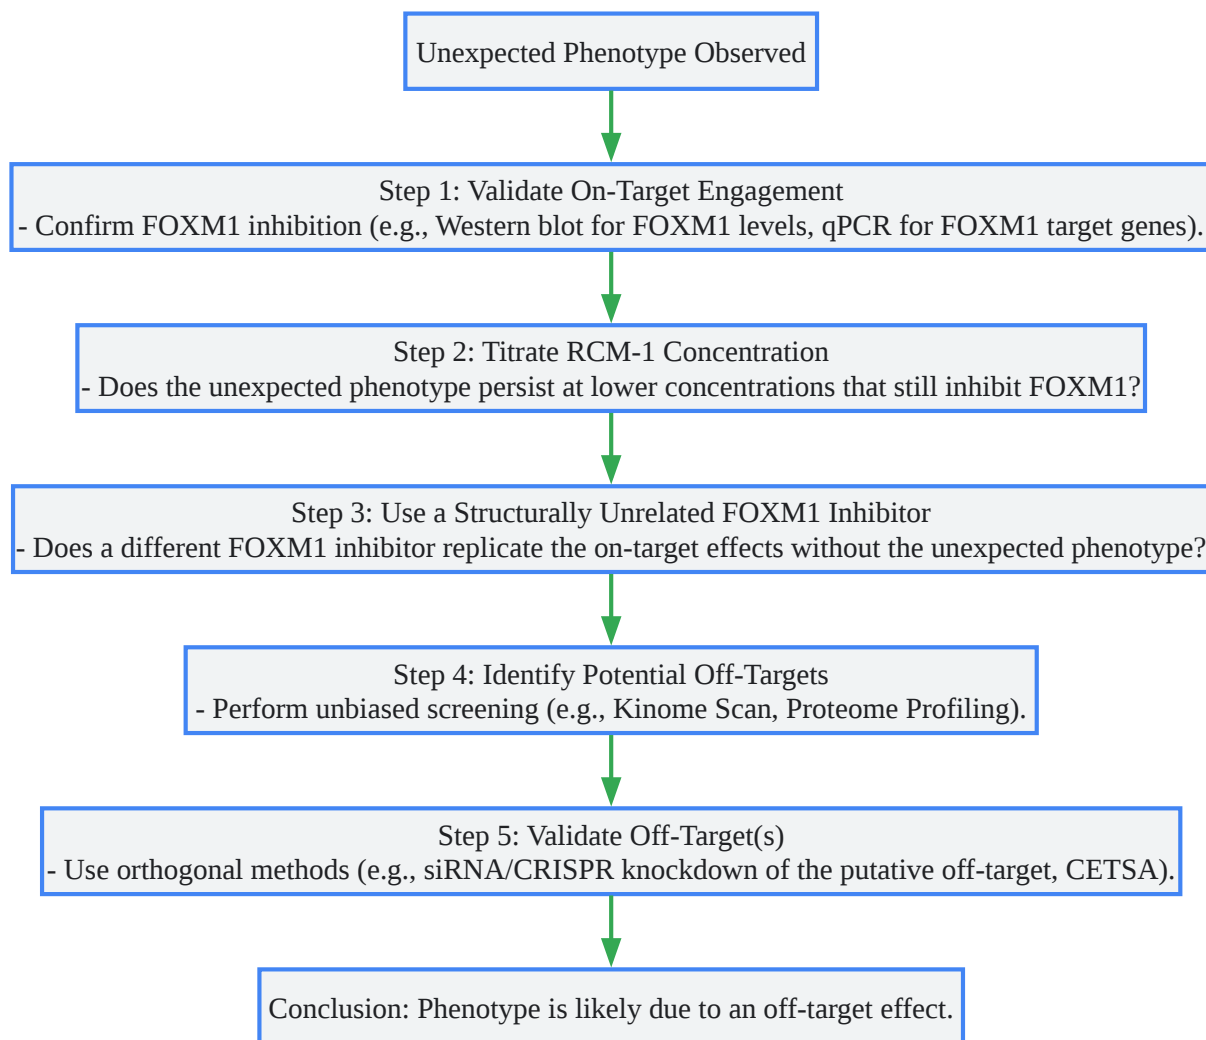 Unexpected Phenotype Observed
Step 1: Validate On-Target Engagement
- Confirm FOXM1 inhibition (e.g., Western blot for FOXM1 levels, qPCR for FOXM1 target genes).
Step 2: Titrate RCM-1 Concentration
- Does the unexpected phenotype persist at lower concentrations that still inhibit FOXM1?
Step 3: Use a Structurally Unrelated FOXM1 Inhibitor
- Does a different FOXM1 inhibitor replicate the on-target effects without the unexpected phenotype?
Step 4: Identify Potential Off-Targets
- Perform unbiased screening (e.g., Kinome Scan, Proteome Profiling).
Step 5: Validate Off-Target(s)
- Use orthogonal methods (e.g., siRNA/CRISPR knockdown of the putative off-target, CETSA).
Conclusion: Phenotype is likely due to an off-target effect.